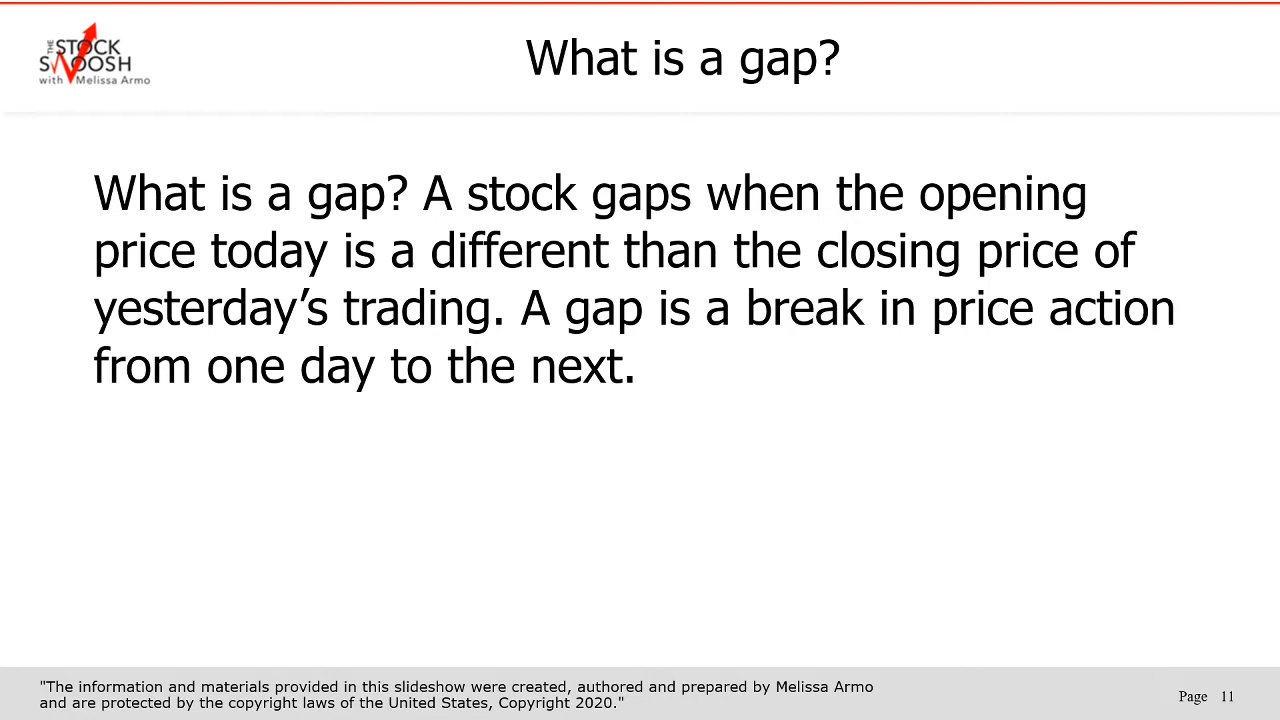 THE STOCK
SWOOSH
with Melissa Armo
What is a gap?
What is a gap? A stock gaps when the opening
price today is a different than the closing price of
yesterday’s trading. A gap is a break in price action
from one day to the next.
"The information and materials provided in this slideshow were created, authored and prepared by Melissa Armo
and are protected by the copyright laws of the United States, Copyright 2020."
Page 11